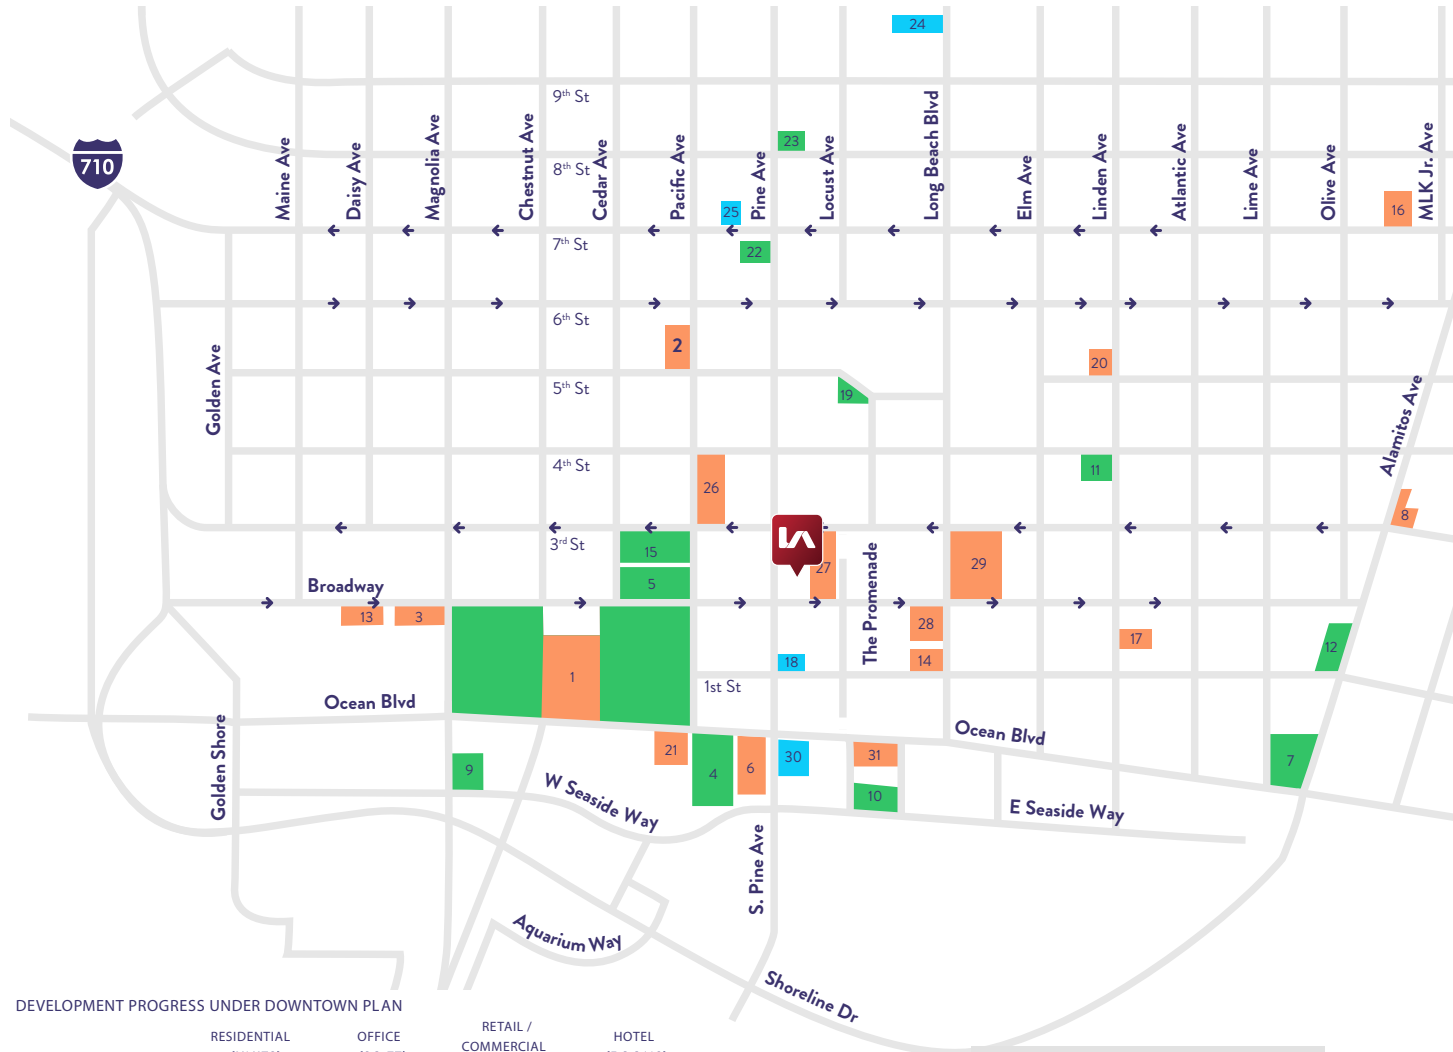 24
9th St
8th St
7th St
6th St
5th St
4th St
3rd St
Maine Ave
Daisy Ave
Magnolia Ave
Chestnut Ave
Cedar Ave
Pacific Ave
Pine Ave
Locust Ave
Long Beach Blvd
Elm Ave
Linden Ave
Atlantic Ave
Lime Ave
Olive Ave
MLK Jr. Ave
710
23
25
22
16
Golden Ave
2
20
19
11
Alamitos Ave
26
8
15
5
27
29
Broadway
13
3
1
The Promenade
28
14
18
17
12
1st St
Ocean Blvd
Ocean Blvd
Golden Shore
9
21
4
6
30
31
10
7
W Seaside Way
E Seaside Way
S. Pine Ave
Aquarium Way
Shoreline Dr
DEVELOPMENT PROGRESS UNDER DOWNTOWN PLAN
RESIDENTIAL
OFFICE
RETAIL /
COMMERCIAL
HOTEL